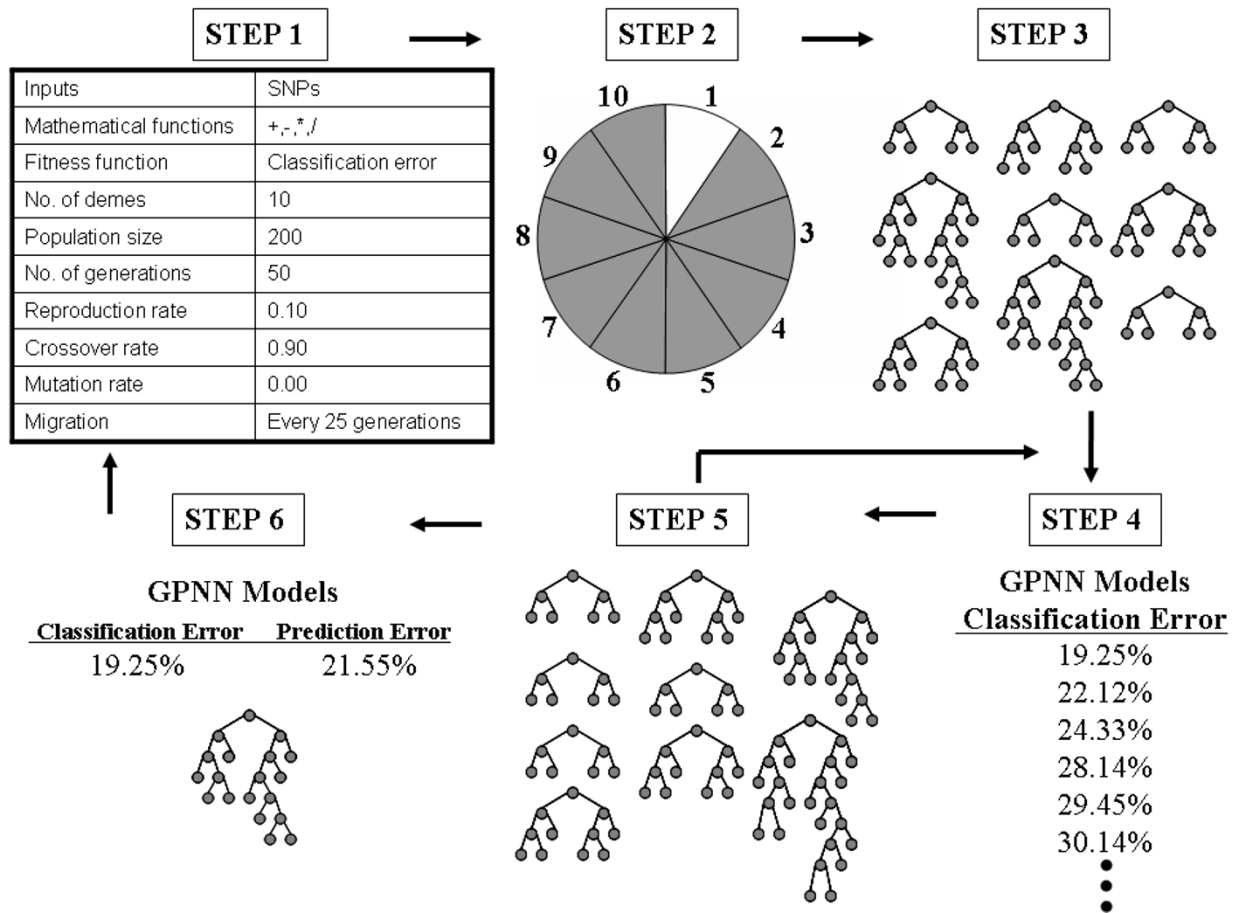 STEP 1
Inputs SNPs
Mathematical functions +,-,*,/
Fitness function Classification error
No. of demes 10
Population size 200
No. of generations 50
Reproduction rate 0.10
Crossover rate 0.90
Mutation rate 0.00
Migration Every 25 generations
STEP 2
1
2
3
4
5
6
7
8
9
10
STEP 3
STEP 4
GPNN Models
Classification Error
19.25%
22.12%
24.33%
28.14%
29.45%
30.14%
STEP 5
STEP 6
GPNN Models
Classification Error Prediction Error
19.25% 21.55%